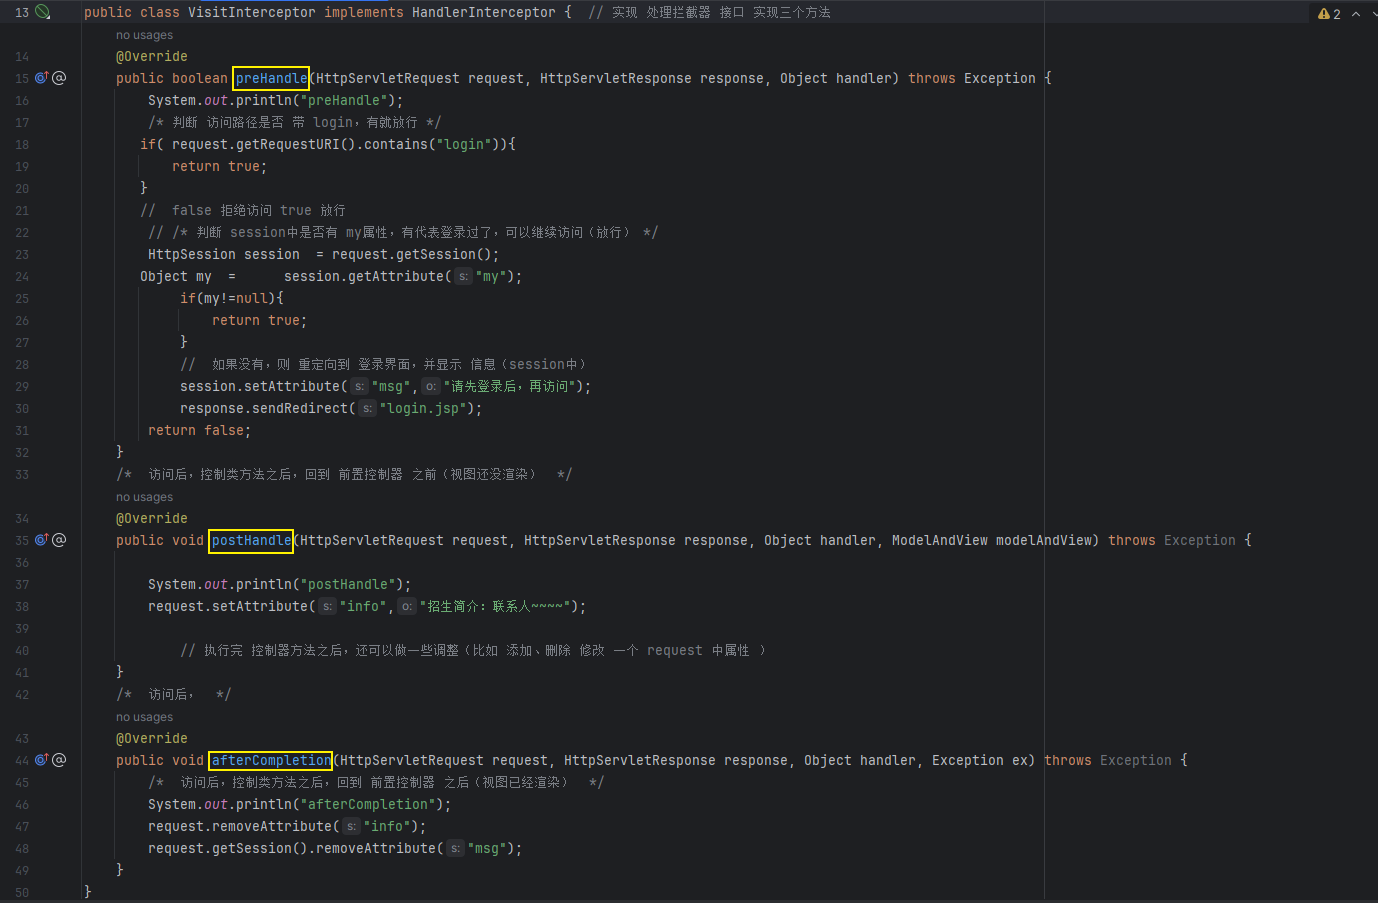 13 public class VisitInterceptor implements HandlerInterceptor {  // 实现 处理拦截器 接口 实现三个方法 2
no usages
14 @Override
15 @ public boolean preHandle(HttpServletRequest request, HttpServletResponse response, Object handler) throws Exception {
16 System.out.println("preHandle");
17 /* 判断 访问路径是否 带 login，有就放行 */
18 if( request.getRequestURI().contains("login")){
19 return true;
20 }
21 //  false 拒绝访问 true 放行
22 // /* 判断 session中是否有 my属性，有代表登录过了，可以继续访问（放行） */
23 HttpSession session  = request.getSession();
24 Object my  =      session.getAttribute( s: "my");
25 if(my!=null){
26 return true;
27 }
28 //  如果没有，则 重定向到 登录界面，并显示 信息（session中）
29 session.setAttribute( s: "msg", o: "请先登录后，再访问");
30 response.sendRedirect( s: "login.jsp");
31 return false;
32 }
33 /*  访问后，控制类方法之后，回到 前置控制器 之前（视图还没渲染）  */
no usages
34 @Override
35 @ public void postHandle(HttpServletRequest request, HttpServletResponse response, Object handler, ModelAndView modelAndView) throws Exception {
36
37 System.out.println("postHandle");
38 request.setAttribute( s: "info", o: "招生简介：联系人~~~~");
39
40 // 执行完 控制器方法之后，还可以做一些调整（比如 添加、删除 修改 一个 request 中属性 ）
41 }
42 /*  访问后，  */
no usages
43 @Override
44 @ public void afterCompletion(HttpServletRequest request, HttpServletResponse response, Object handler, Exception ex) throws Exception {
45 /*  访问后，控制类方法之后，回到 前置控制器 之后（视图已经渲染）  */
46 System.out.println("afterCompletion");
47 request.removeAttribute( s: "info");
48 request.getSession().removeAttribute( s: "msg");
49 }
50 }